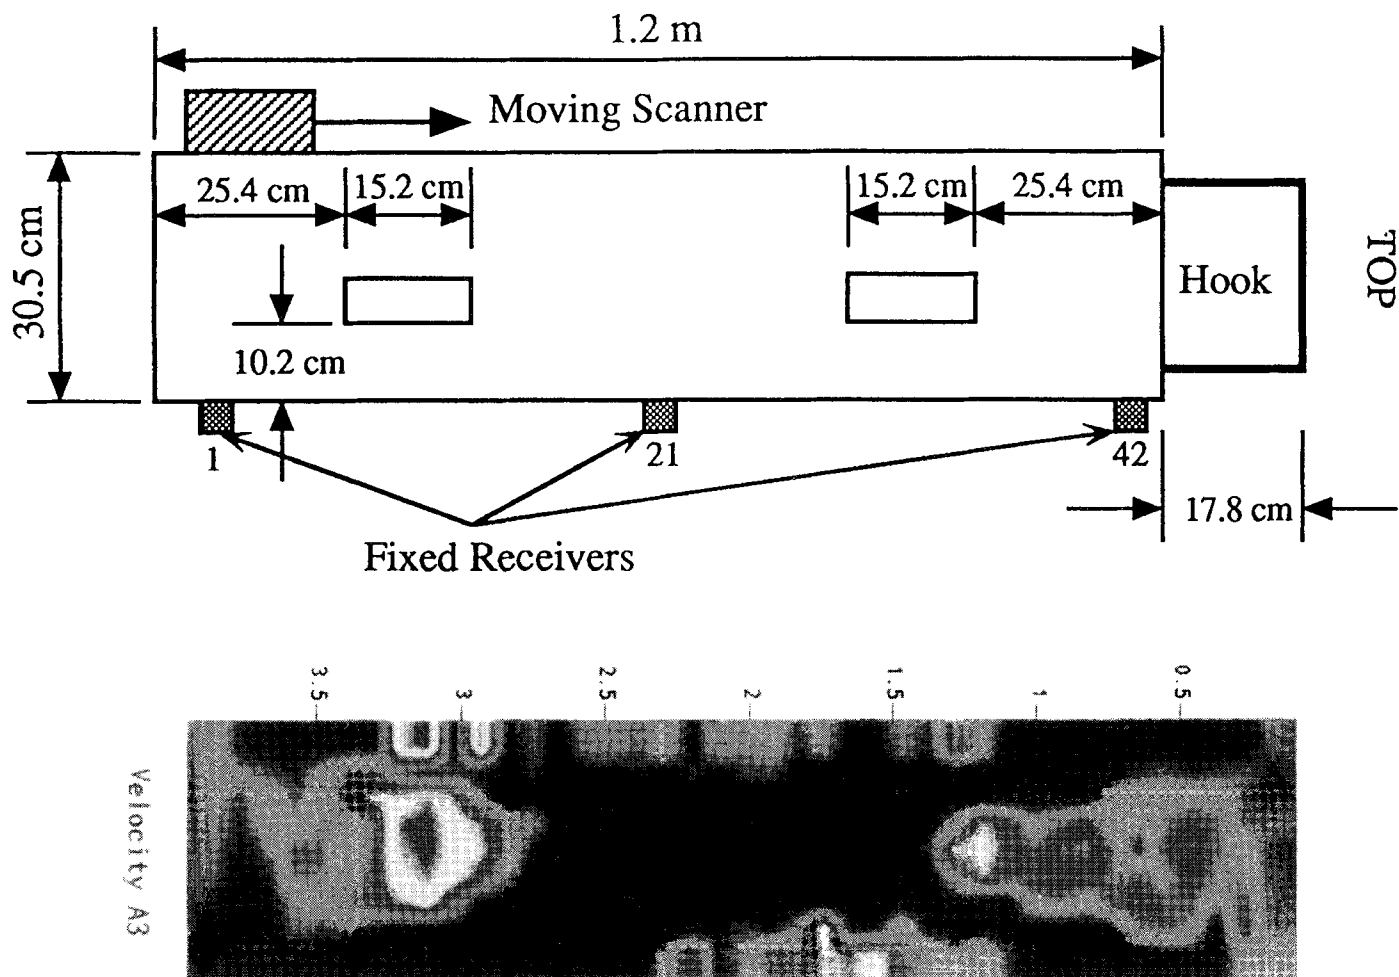 1.2 m
Moving Scanner
25.4 cm
15.2 cm
15.2 cm
25.4 cm
30.5 cm
Hook
TOP
10.2 cm
1
21
42
17.8 cm
Fixed Receivers
3.5
3
2.5
2
1.5
1
0.5
Velocity A3